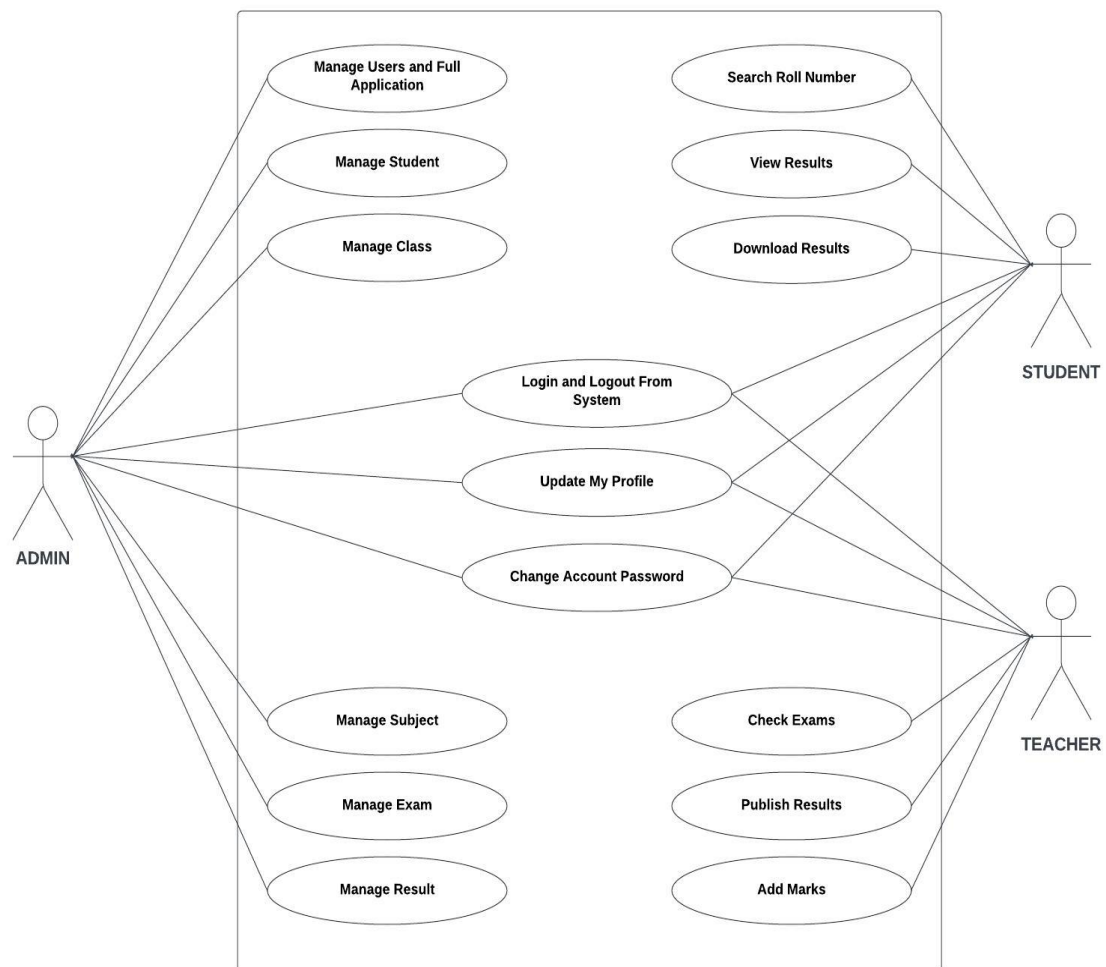 Manage Users and Full
Application
Search Roll Number
Manage Student
View Results
Manage Class
Download Results
STUDENT
Login and Logout From
System
Update My Profile
ADMIN
Change Account Password
Manage Subject
Check Exams
TEACHER
Manage Exam
Publish Results
Manage Result
Add Marks